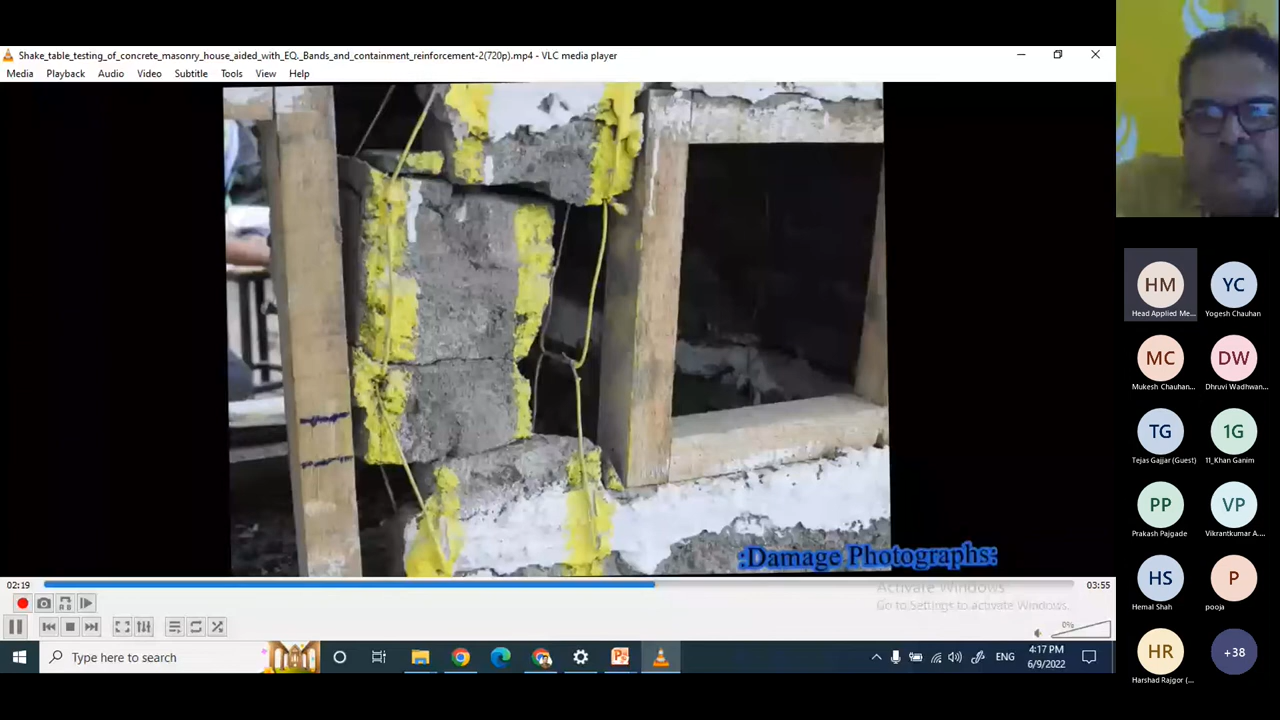 Shake_table_testing_of_concrete_masonry_house_aided_with_EQ._Bands_and_containment_reinforcement-2(720p).mp4 - VLC media player
Media Playback Audio Video Subtitle Tools View Help
:Damage Photographs:
02:19
03:55
Activate Windows
Go to Settings to activate Windows.
0%
Type here to search
ENG
4:17 PM
6/9/2022
HM
Head Applied Me...
YC
Yogesh Chauhan
MC
Mukesh Chauhan...
DW
Dhruvi Wadhwan...
TG
Tejas Gajjar (Guest)
1G
11_Khan Ganim
PP
Prakash Pajgade
VP
Vikrantkumar A....
HS
Hemal Shah
P
pooja
HR
Harshad Rajgor (...
+38